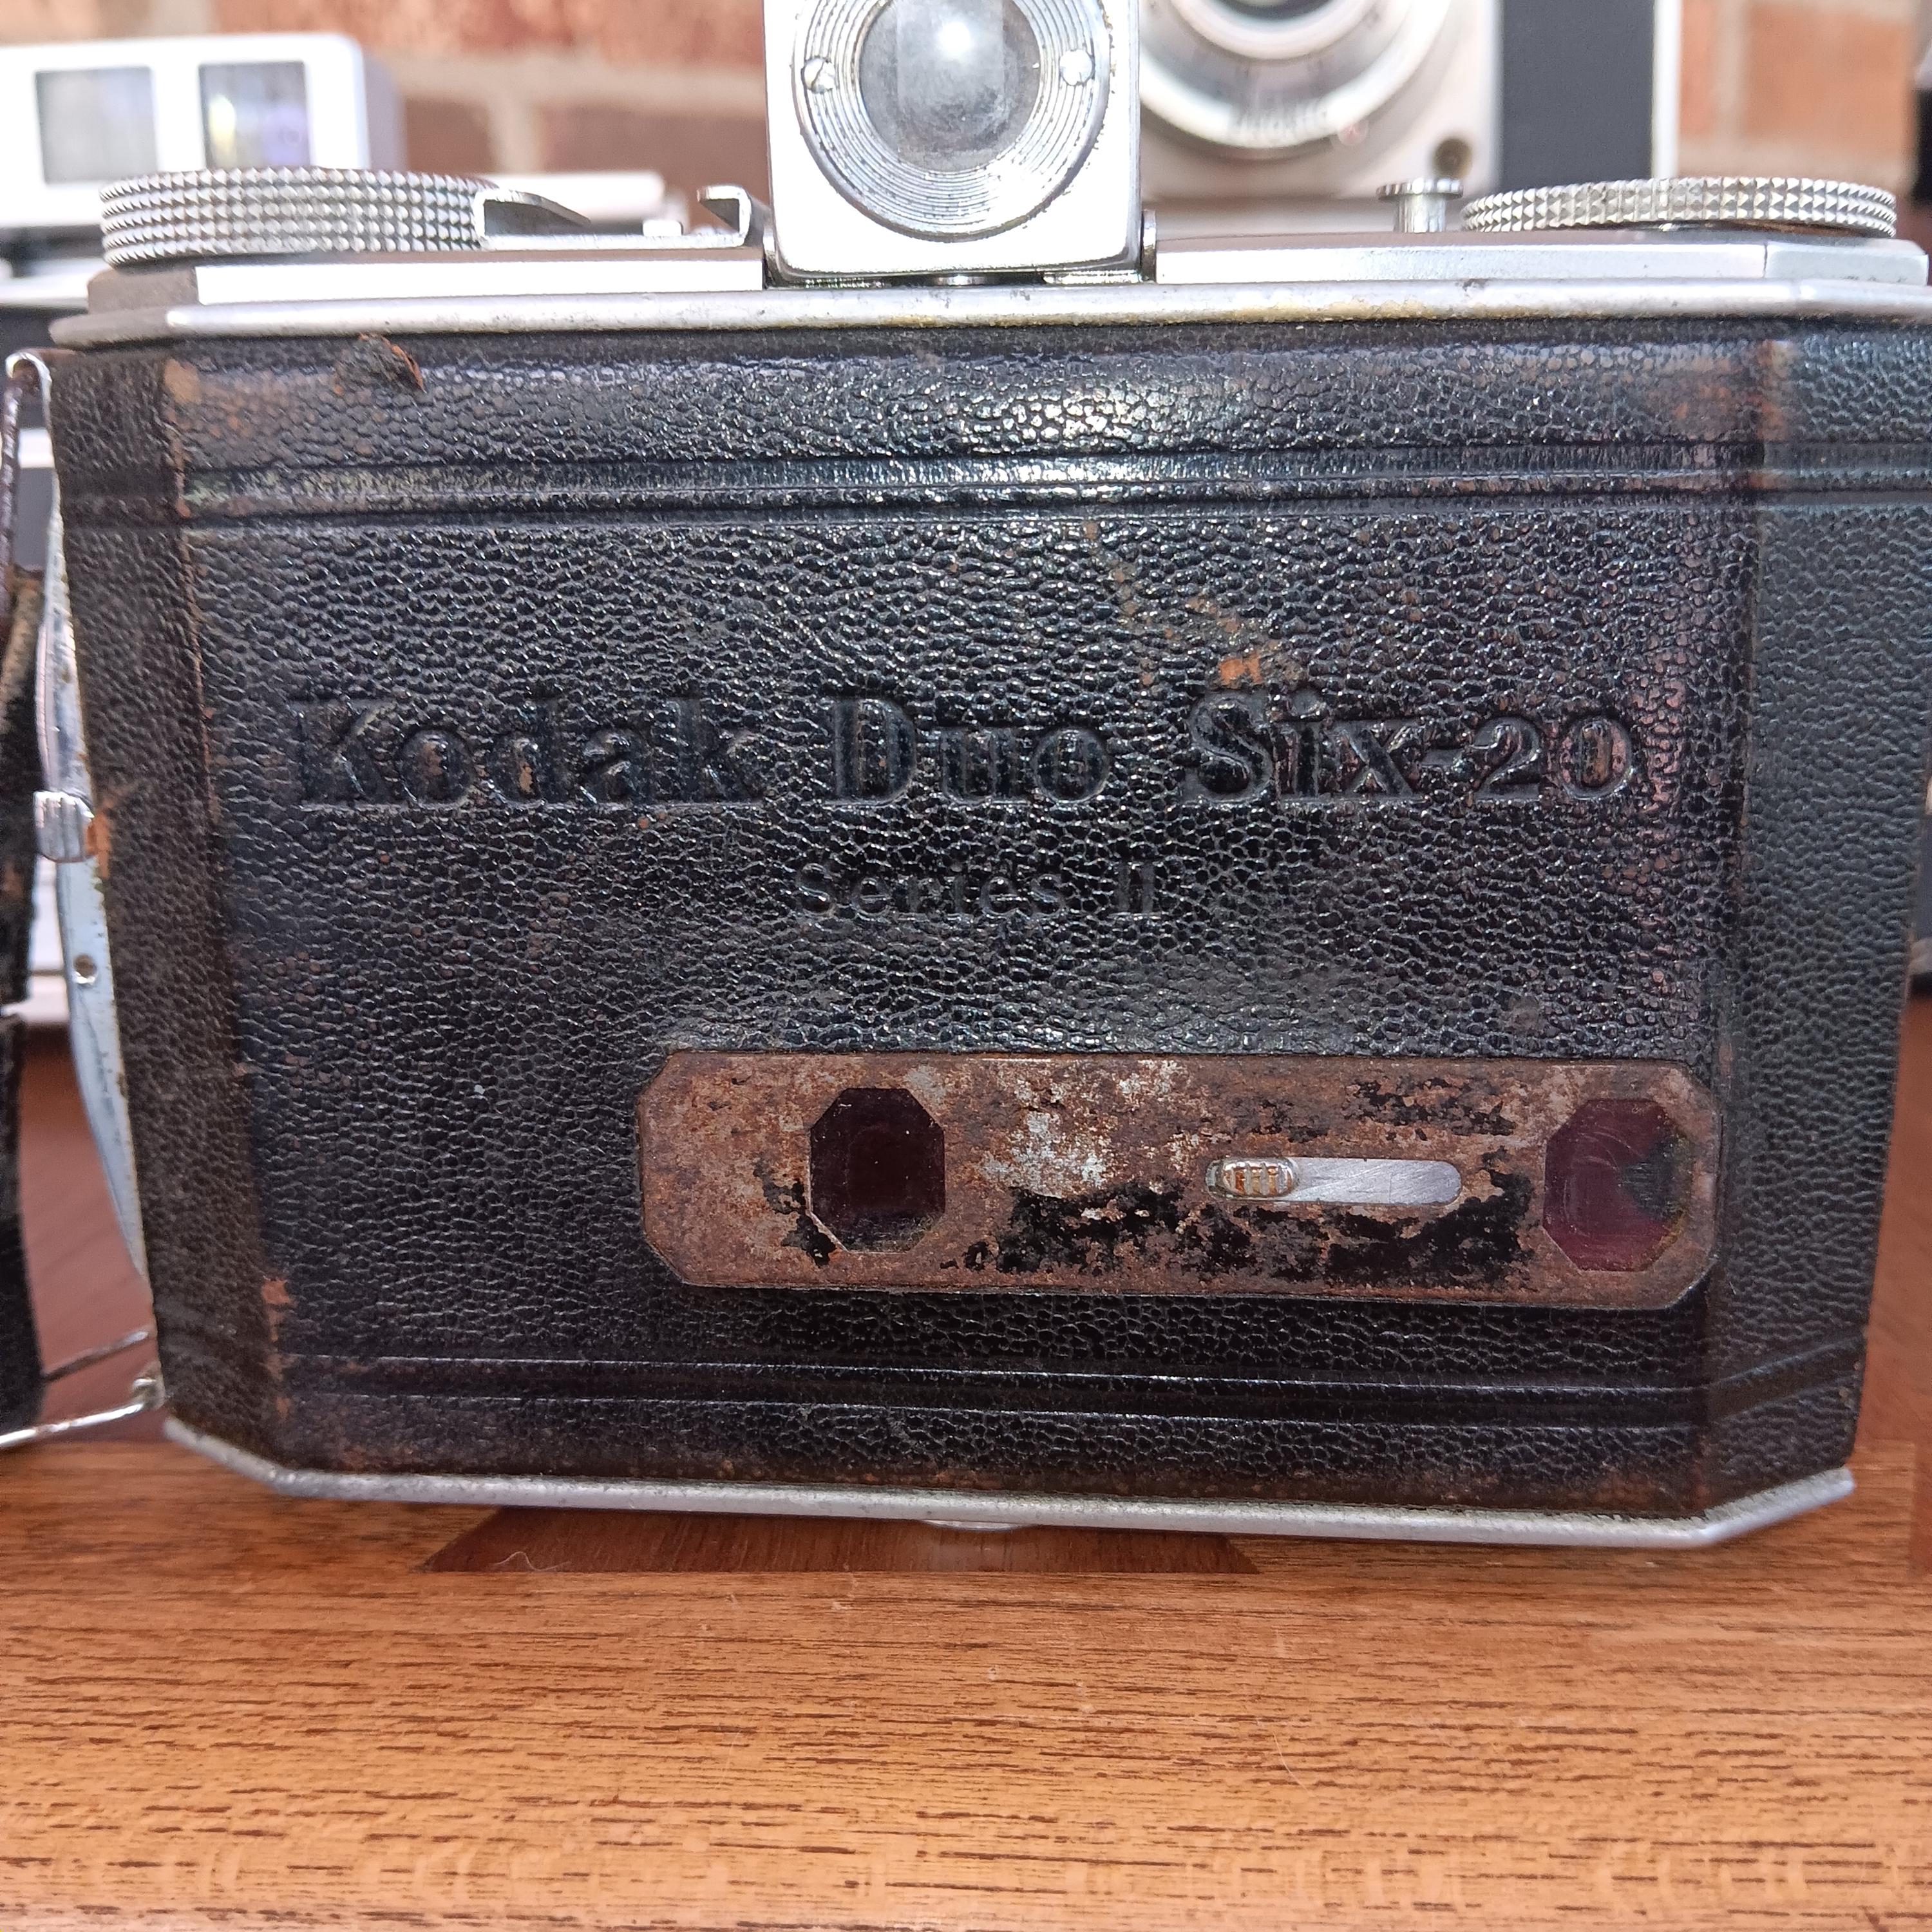 Kodak Duo Six-20
Series II